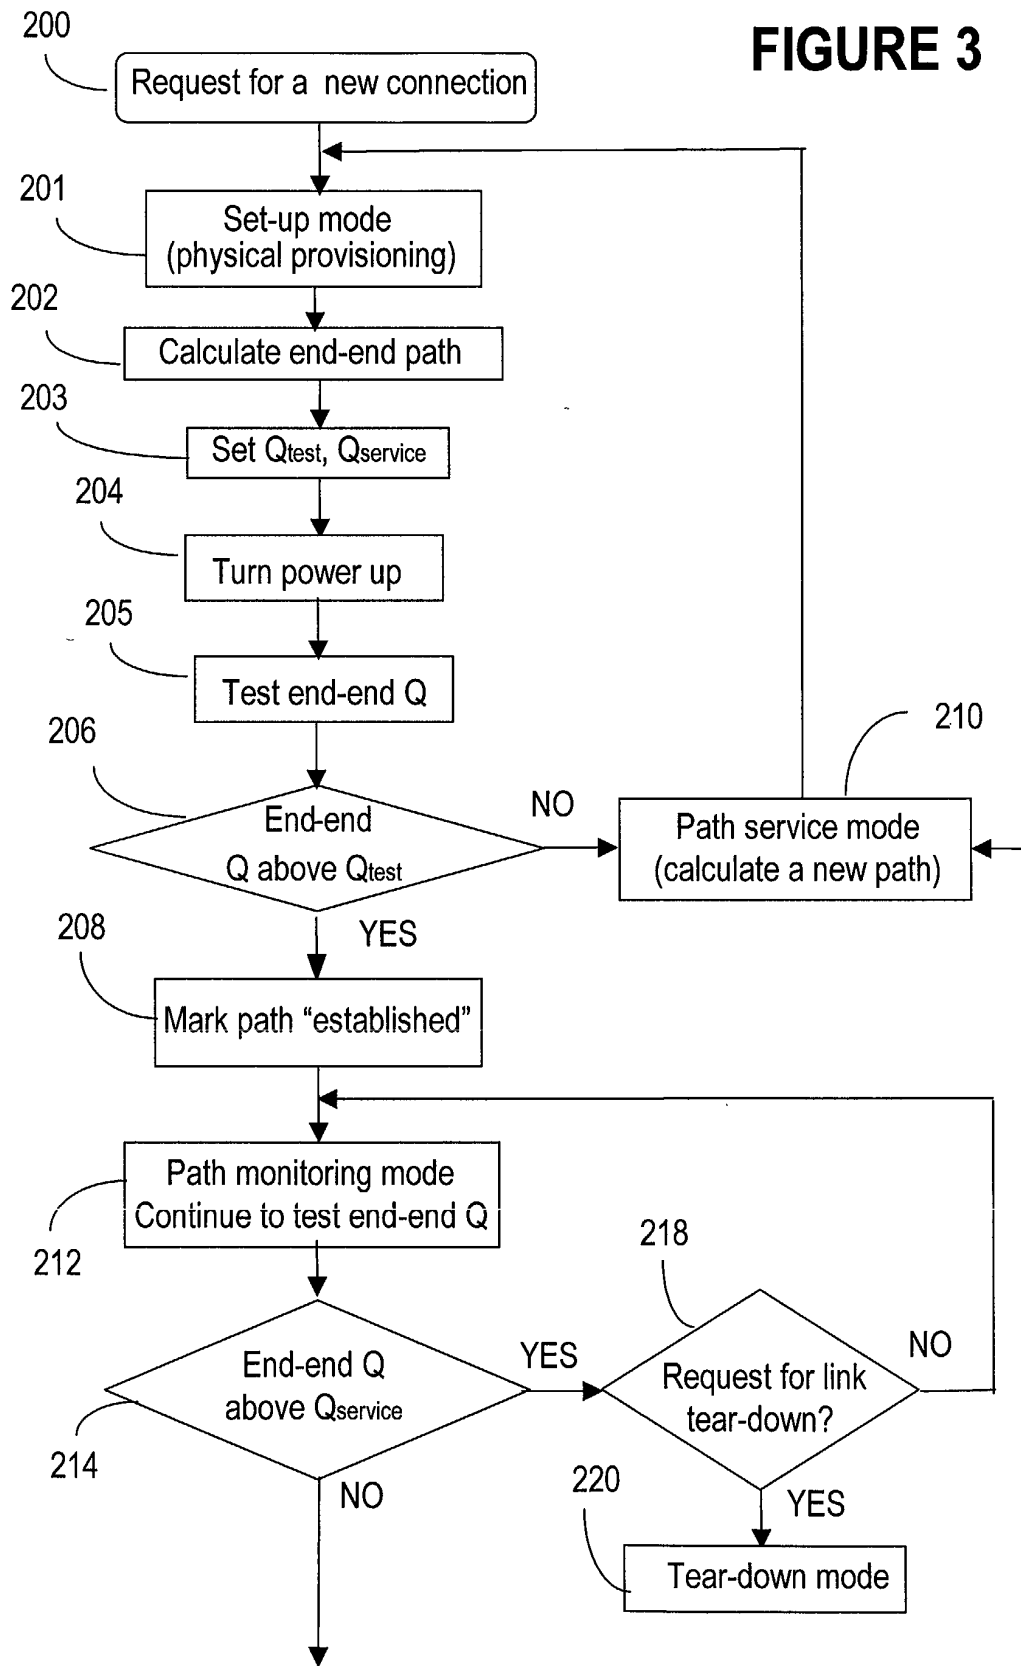 FIGURE 3
200
Request for a new connection
201
Set-up mode
(physical provisioning)
202
Calculate end-end path
203
Set Qtest, Qservice
204
Turn power up
205
Test end-end Q
206
End-end
Q above Qtest
NO
210
Path service mode
(calculate a new path)
YES
208
Mark path “established”
Path monitoring mode
Continue to test end-end Q
212
218
End-end Q
above Qservice
YES
Request for link
tear-down?
NO
214
NO
220
YES
Tear-down mode